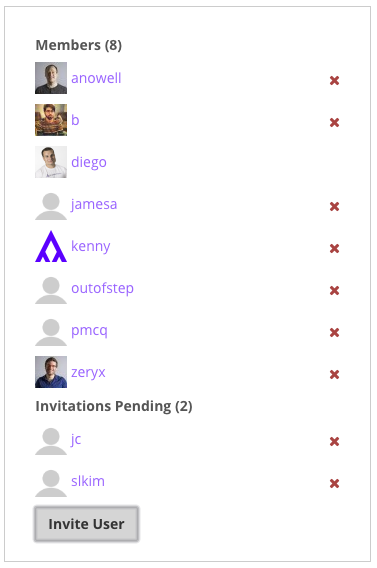 Members (8)
anowell
b
diego
jamesa
kenny
outofstep
pmcq
zeryx
Invitations Pending (2)
jc
slkim
Invite User